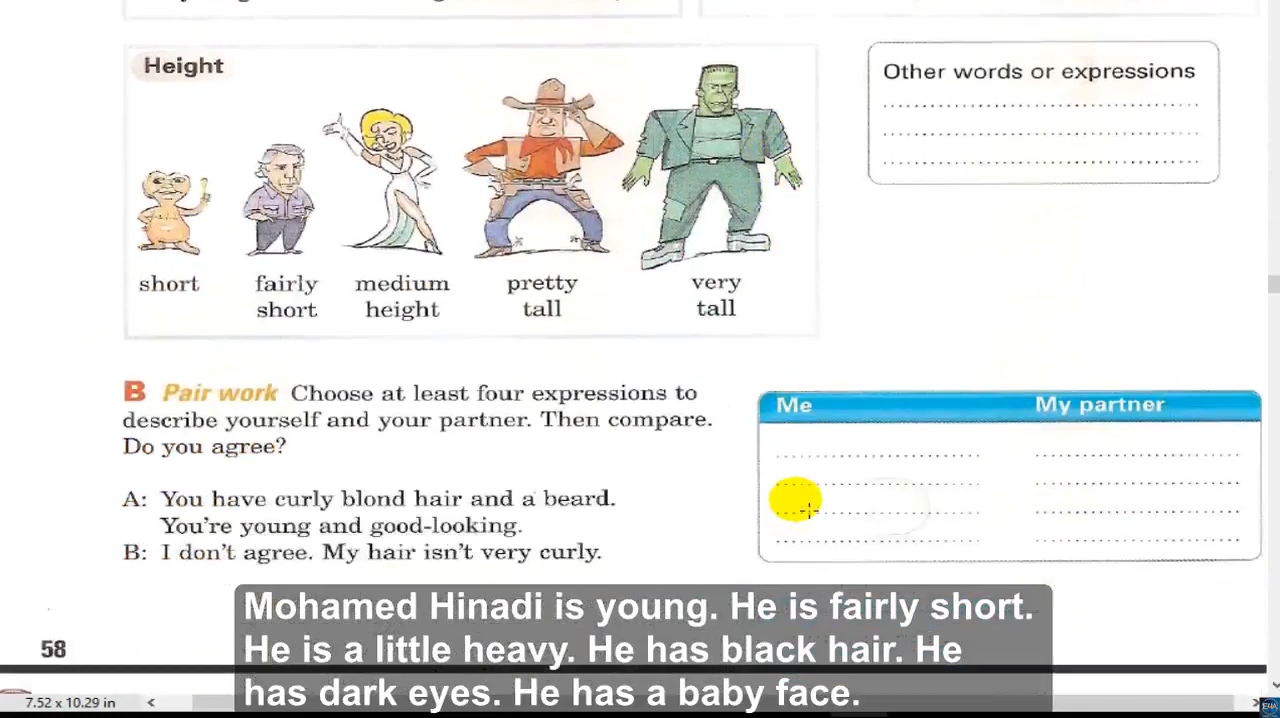 Height
Other words or expressions
short
fairly short
medium height
pretty tall
very tall
B Pair work Choose at least four expressions to
describe yourself and your partner. Then compare.
Do you agree?
Me
My partner
A: You have curly blond hair and a beard.
You're young and good-looking.
B: I don't agree. My hair isn't very curly.
Mohamed Hinadi is young. He is fairly short.
He is a little heavy. He has black hair. He
has dark eyes. He has a baby face.
58
7.52 x 10.29 in
E4A